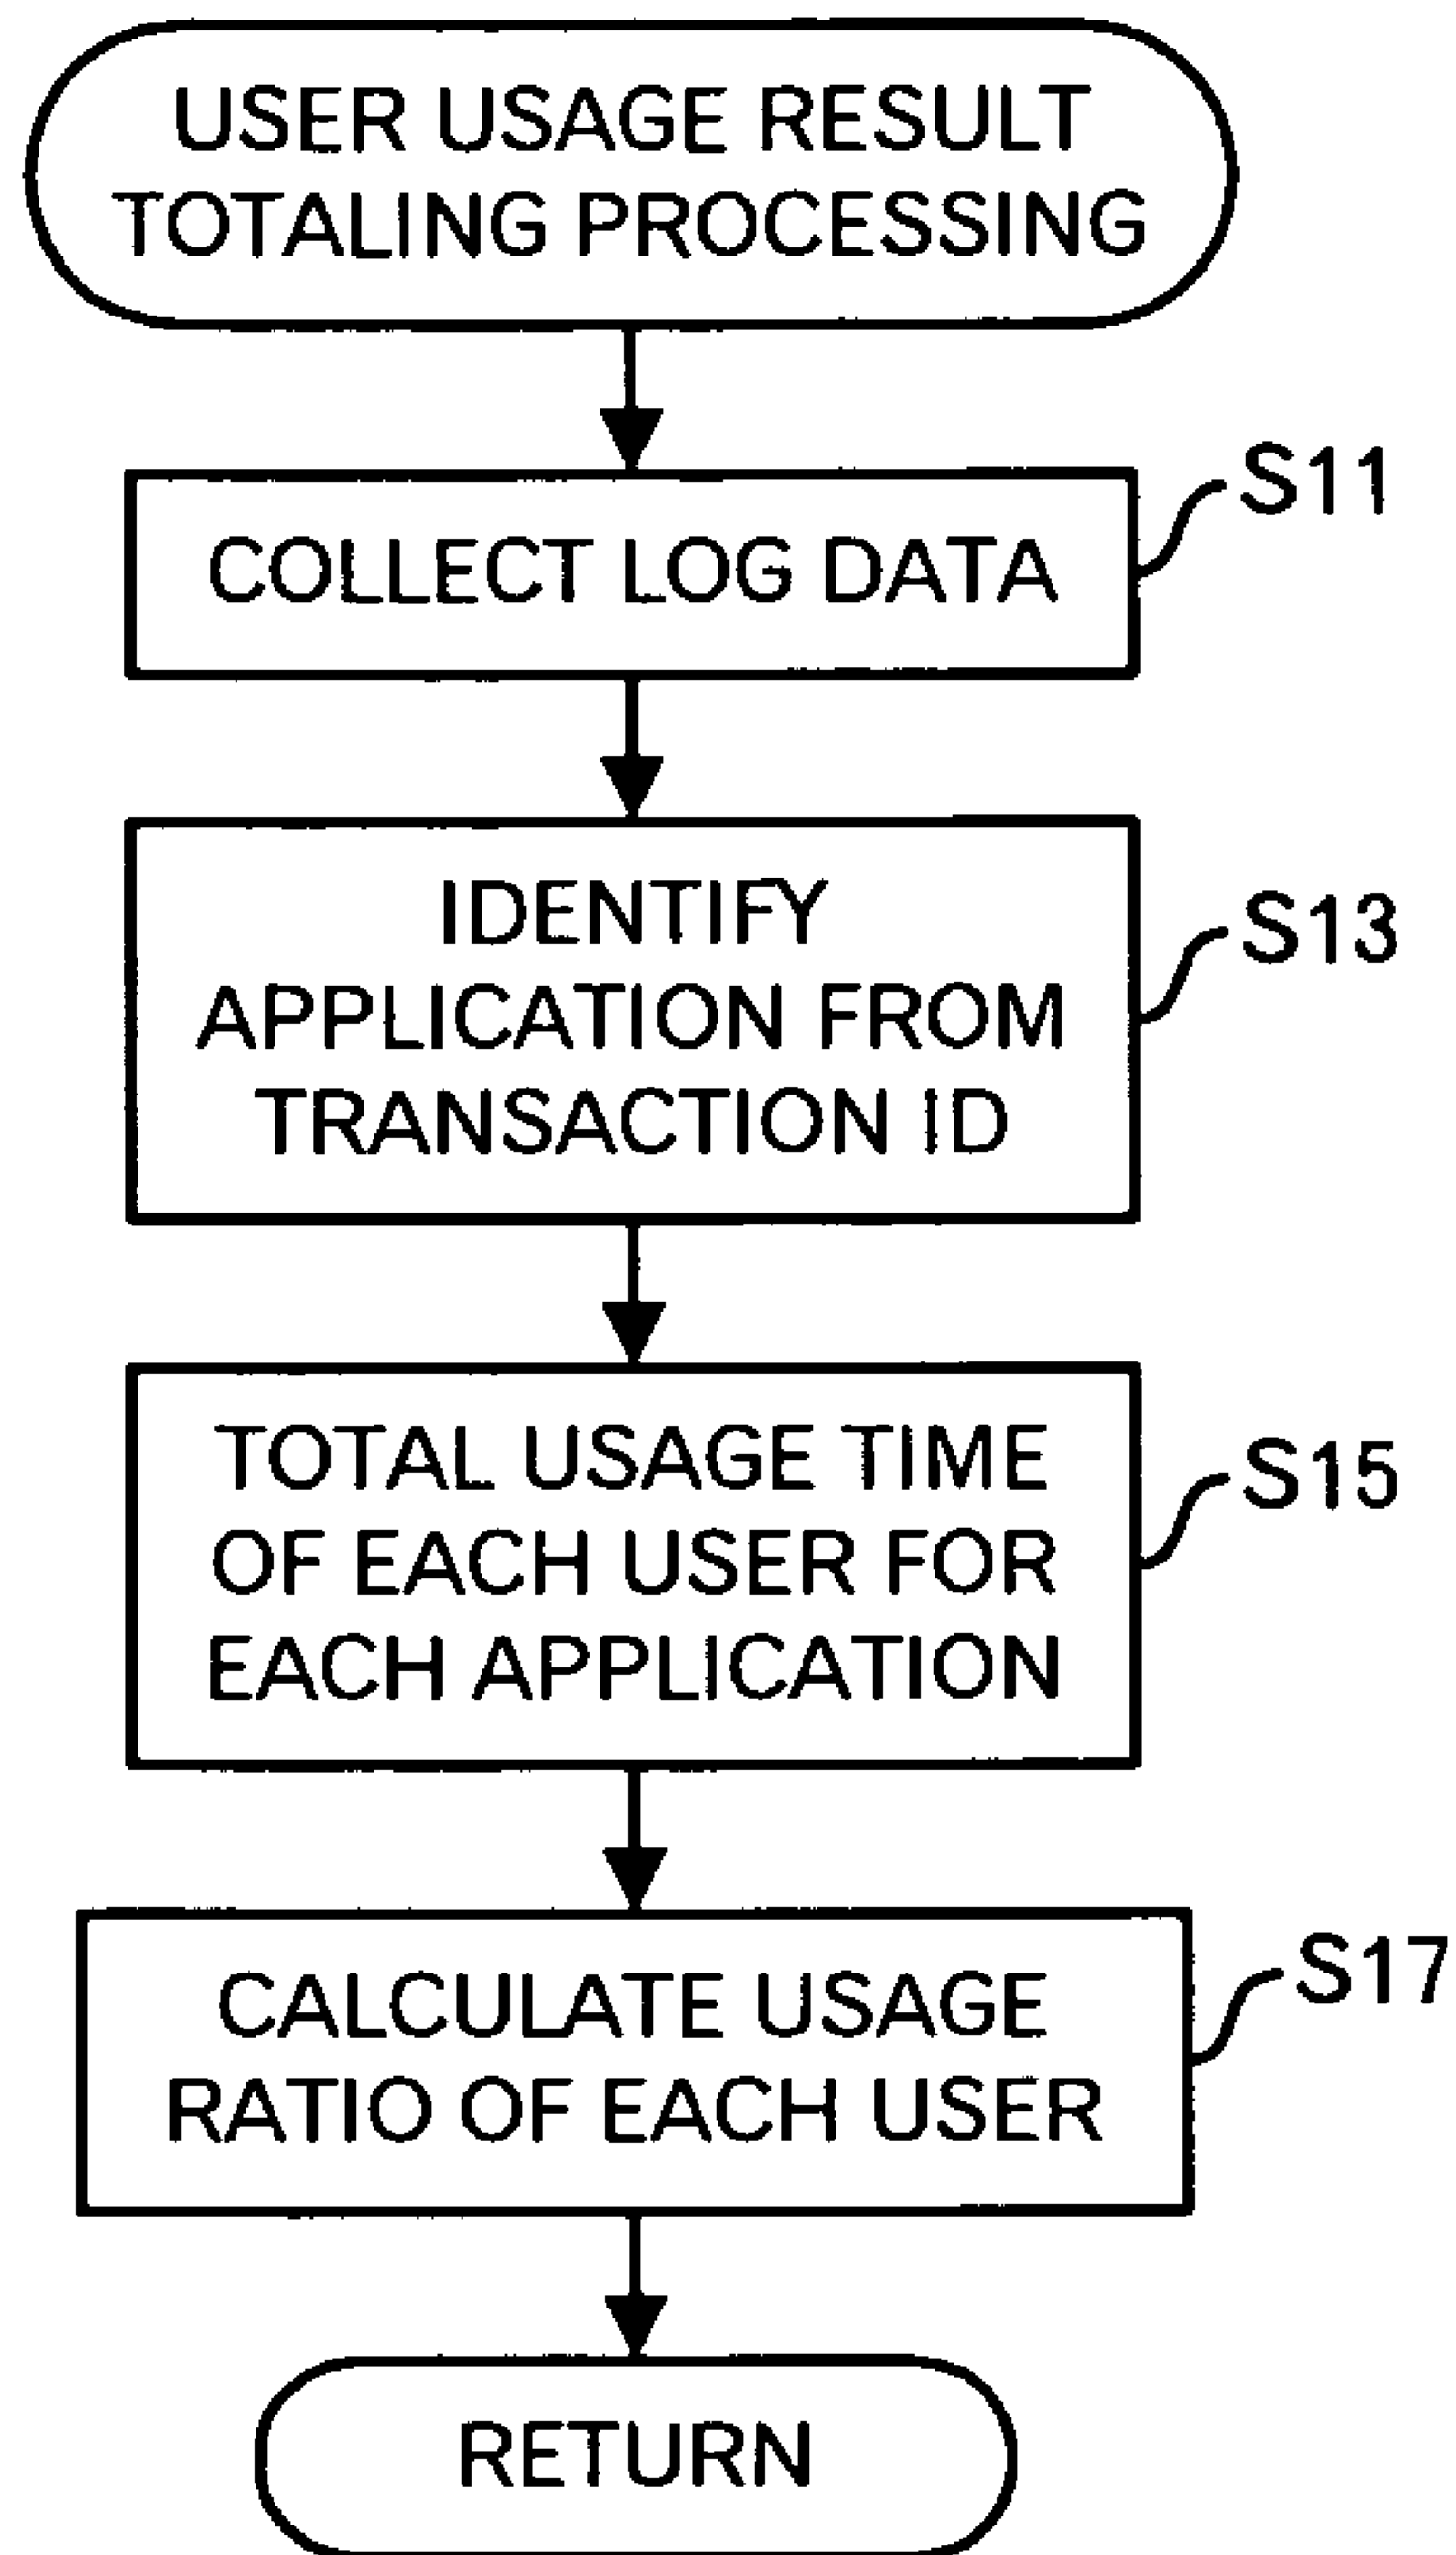 USER USAGE RESULT
TOTALING PROCESSING
COLLECT LOG DATA
S11
IDENTIFY
APPLICATION FROM
TRANSACTION ID
S13
TOTAL USAGE TIME
OF EACH USER FOR
EACH APPLICATION
S15
CALCULATE USAGE
RATIO OF EACH USER
S17
RETURN